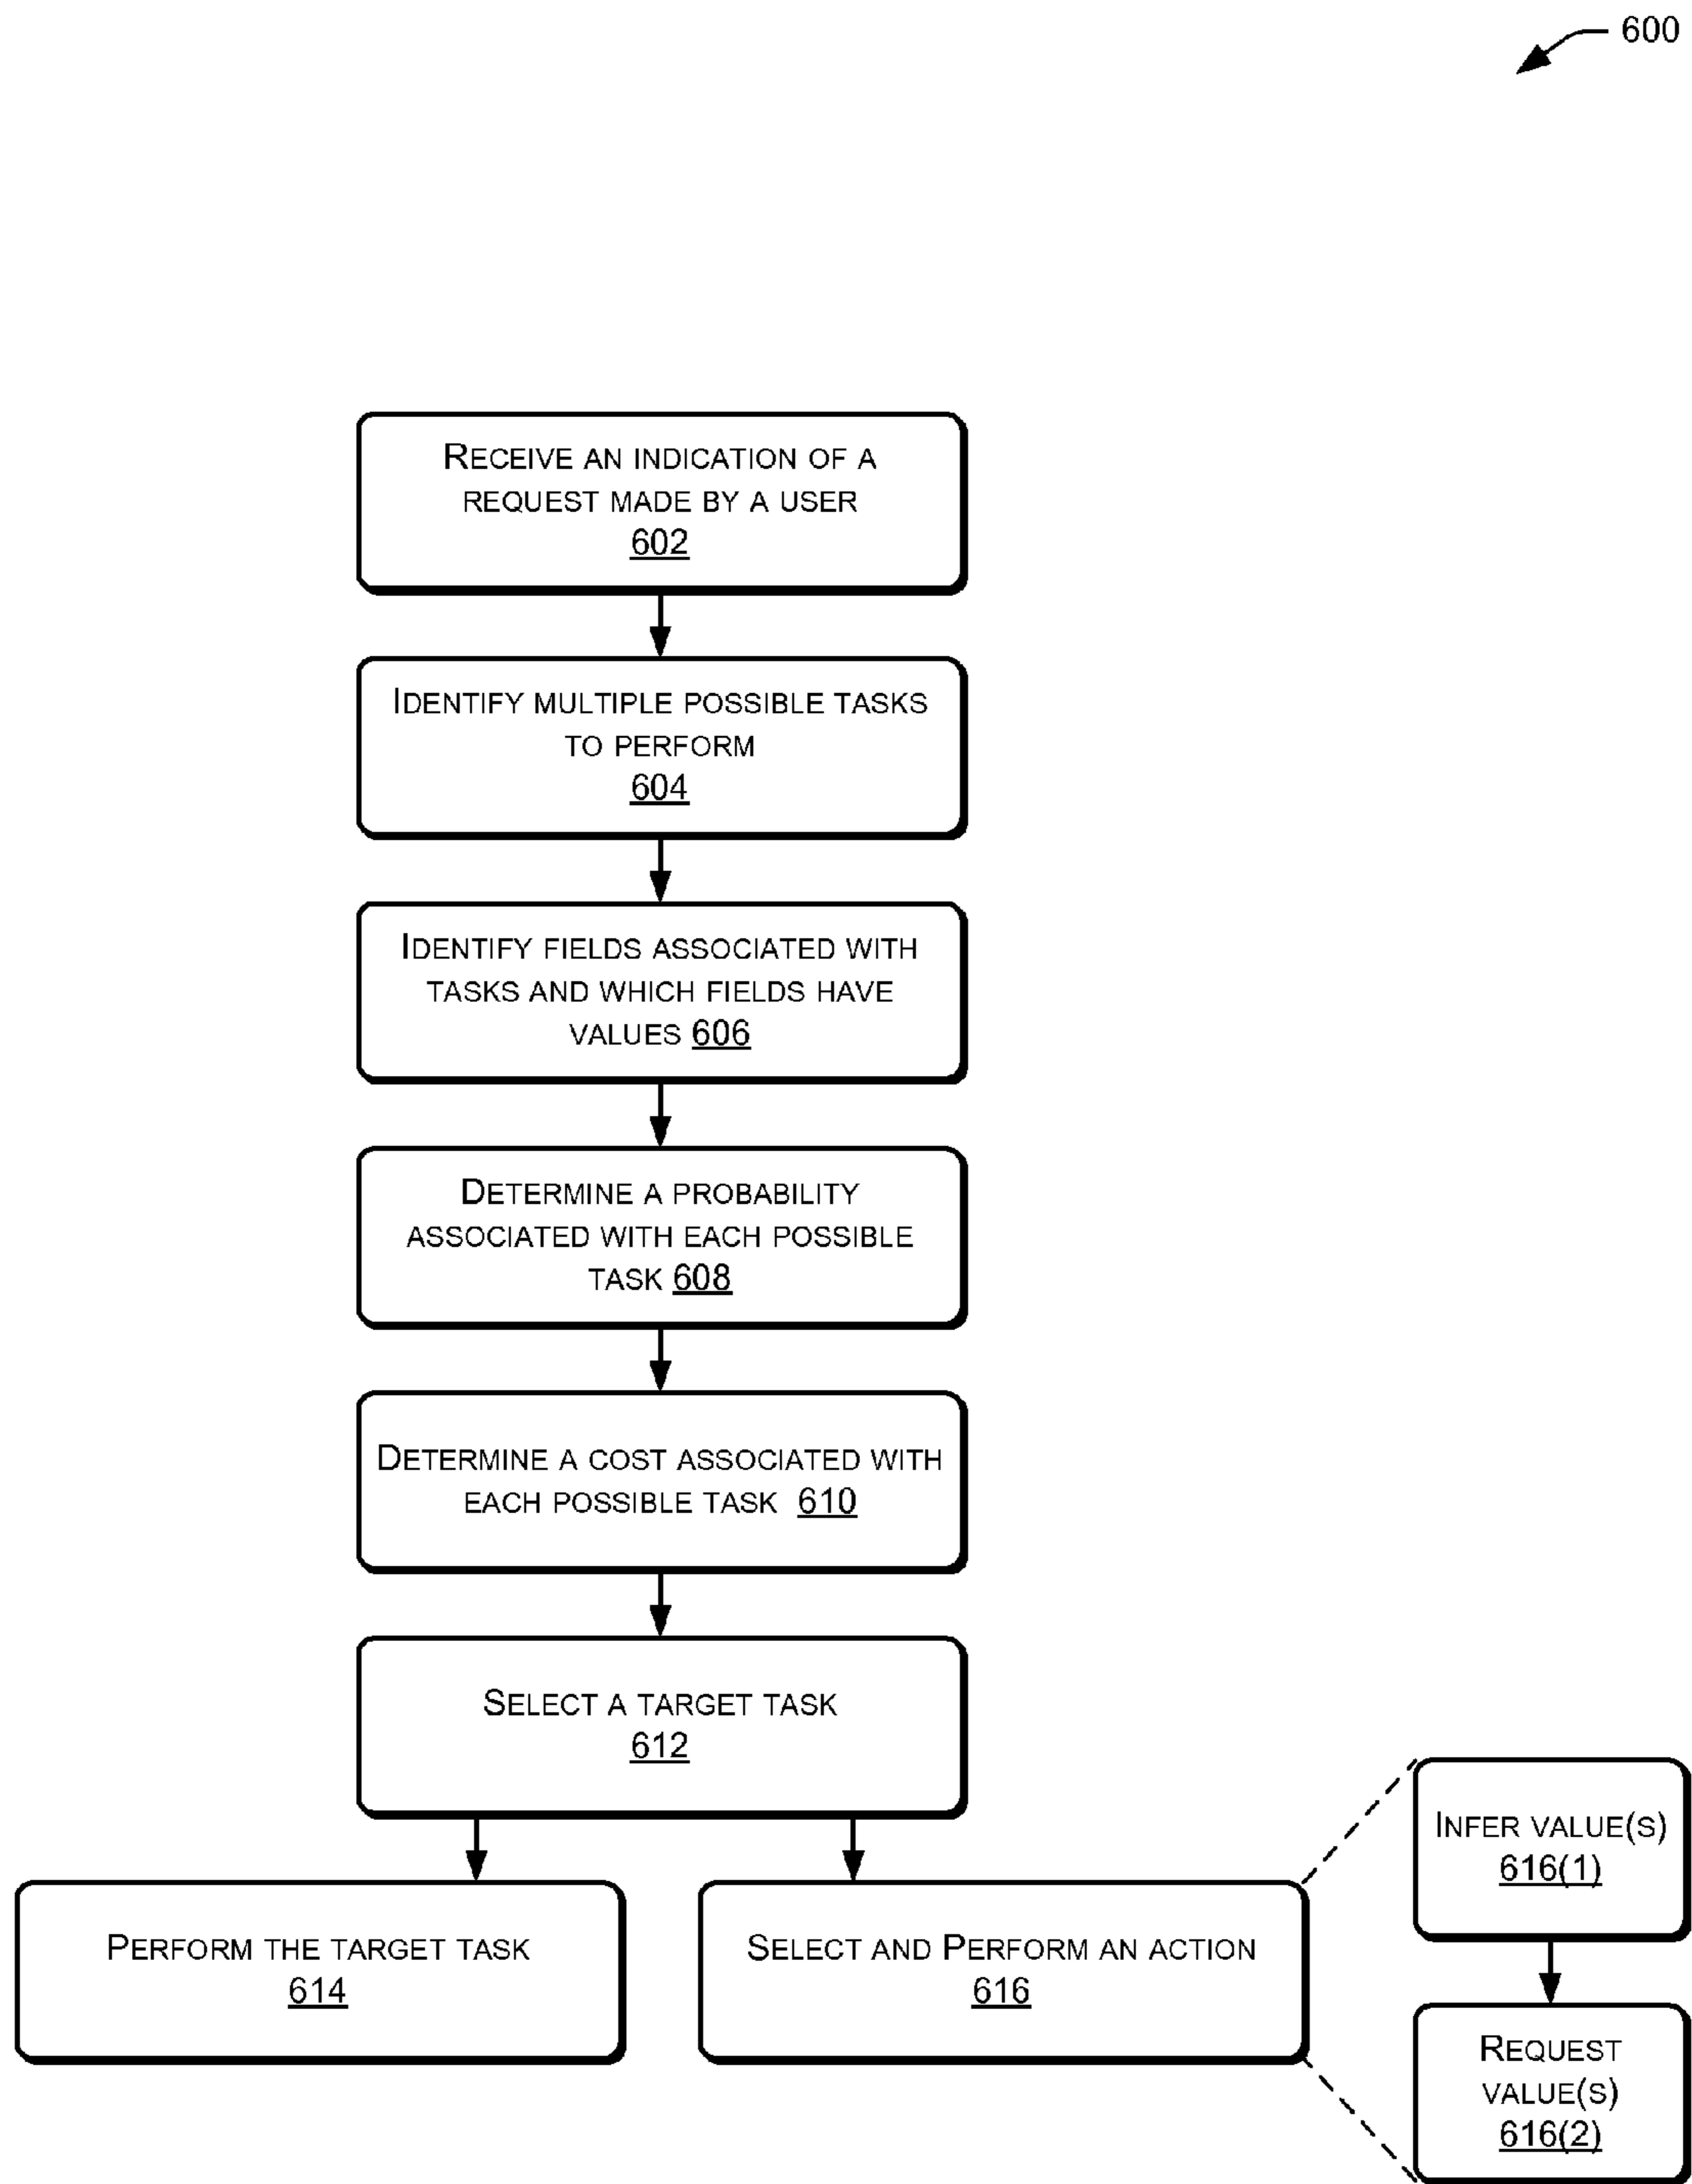 600
RECEIVE AN INDICATION OF A
REQUEST MADE BY A USER
602
IDENTIFY MULTIPLE POSSIBLE TASKS
TO PERFORM
604
IDENTIFY FIELDS ASSOCIATED WITH
TASKS AND WHICH FIELDS HAVE
VALUES 606
DETERMINE A PROBABILITY
ASSOCIATED WITH EACH POSSIBLE
TASK 608
DETERMINE A COST ASSOCIATED WITH
EACH POSSIBLE TASK 610
SELECT A TARGET TASK
612
PERFORM THE TARGET TASK
614
SELECT AND PERFORM AN ACTION
616
INFER VALUE(S)
616(1)
REQUEST
VALUE(S)
616(2)